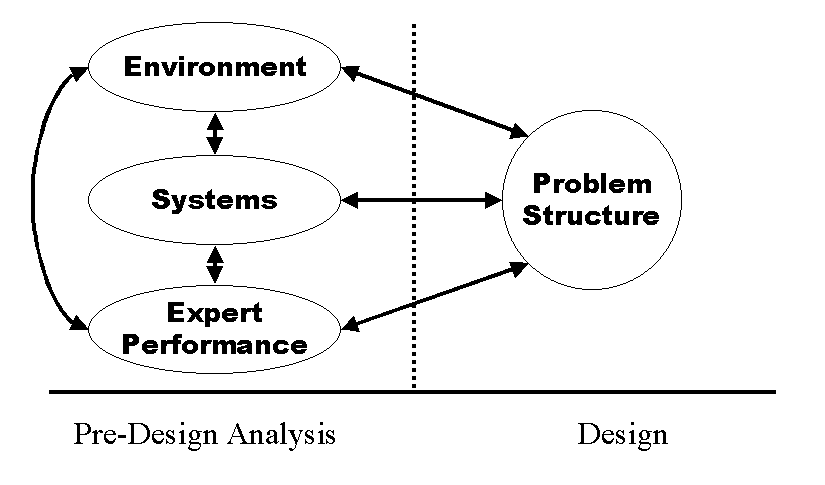 Environment
Systems
Expert
Performance
Problem
Structure
Pre-Design Analysis
Design